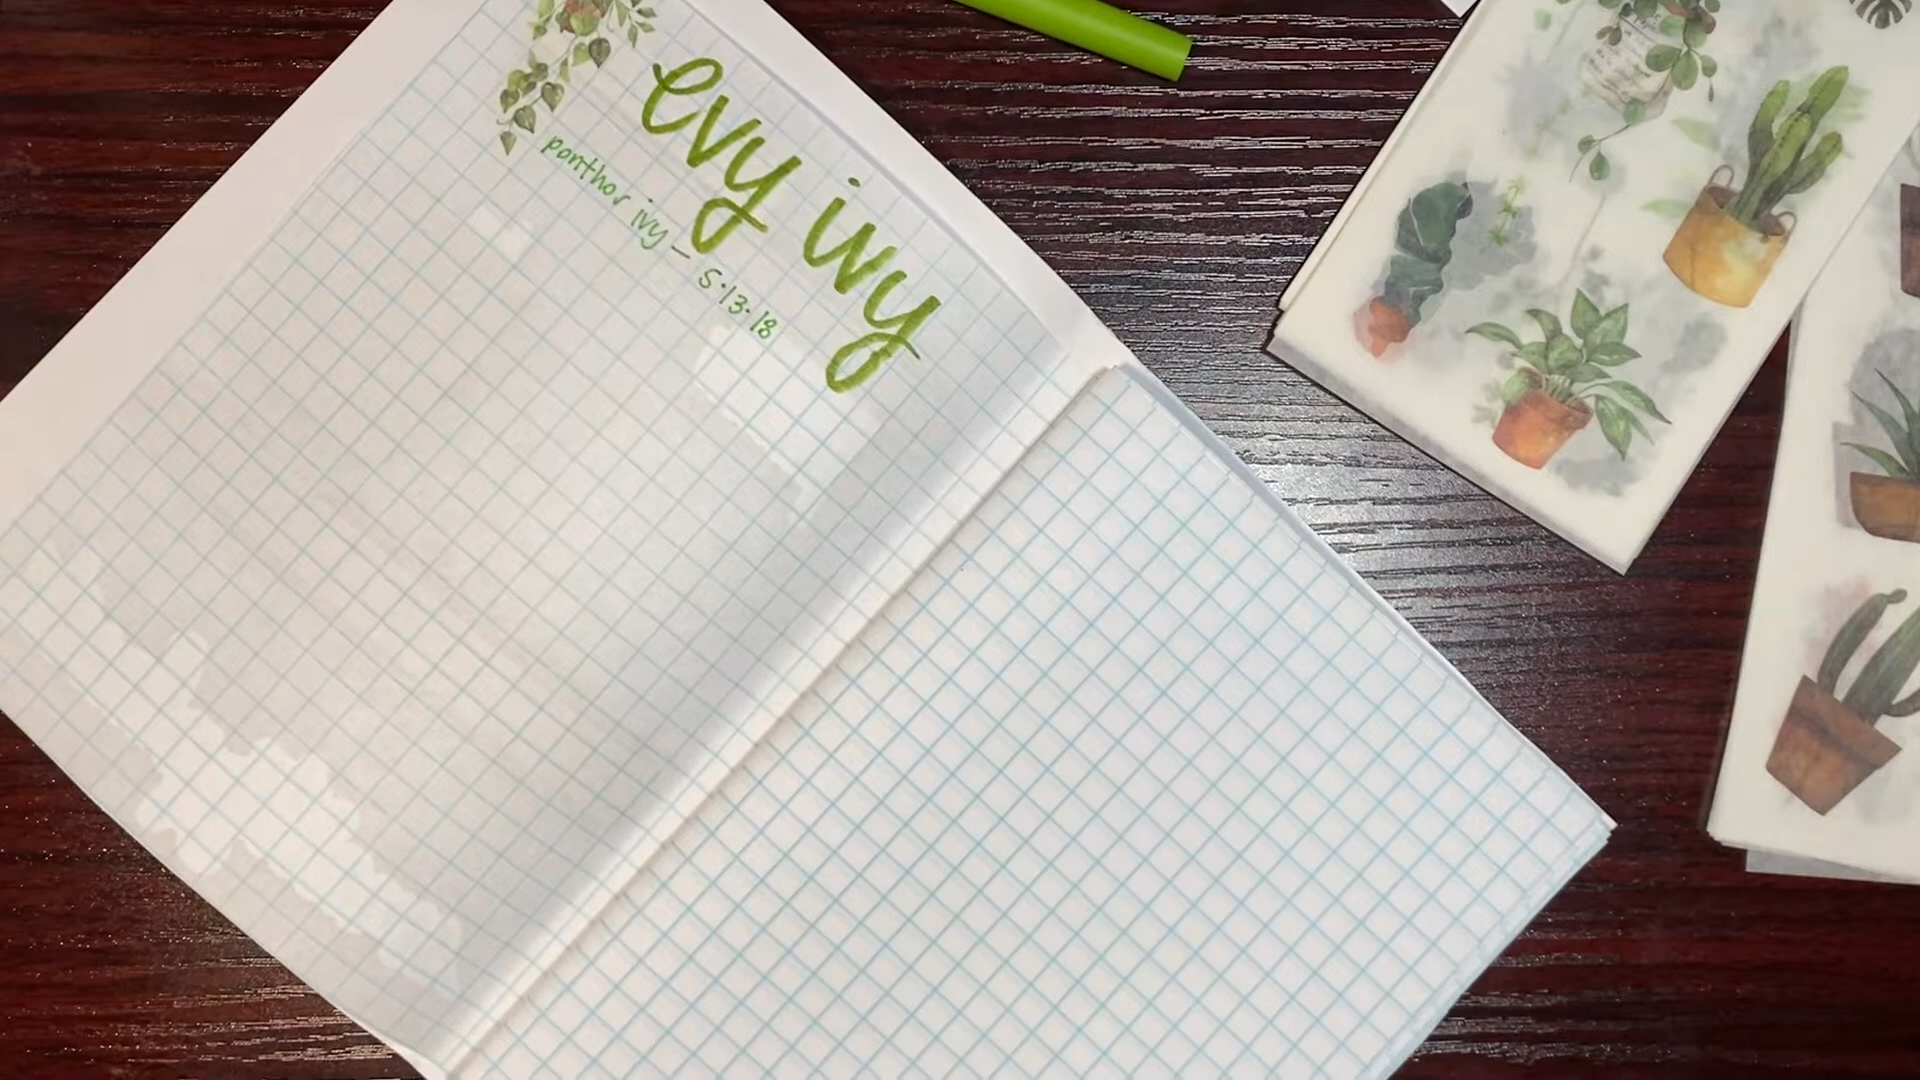 evy ivy
panthor ivy – 5·13·18